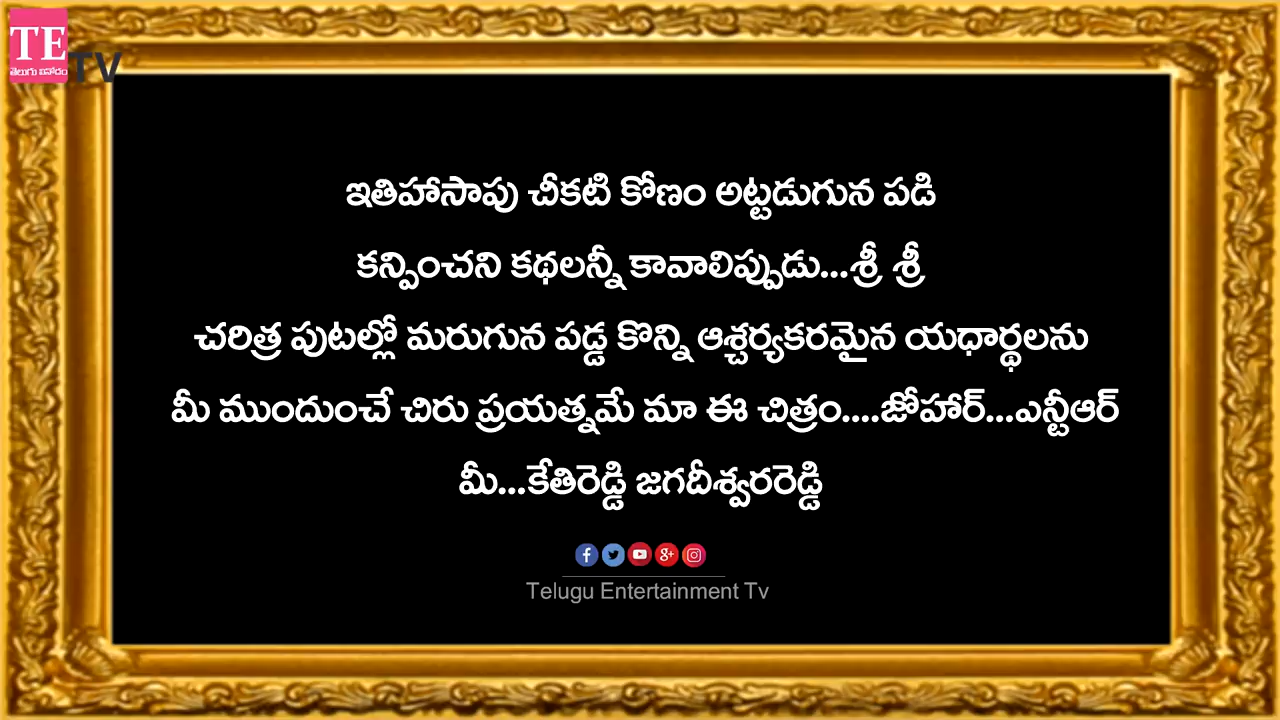 TE
తెలుగు వినోదం
TV
ఇతిహాసాపు చీకటి కోణం అట్టడుగున పడి
కన్పించని కథలన్నీ కావాలిప్పుడు...శ్రీ శ్రీ
చరిత్ర పుటల్లో మరుగున పడ్డ కొన్ని ఆశ్చర్యకరమైన యధార్థలను
మీ ముందుంచే చిరు ప్రయత్నమే మా ఈ చిత్రం....జోహార్...ఎన్టీఆర్
మీ...కేతిరెడ్డి జగదీశ్వరరెడ్డి
Telugu Entertainment Tv